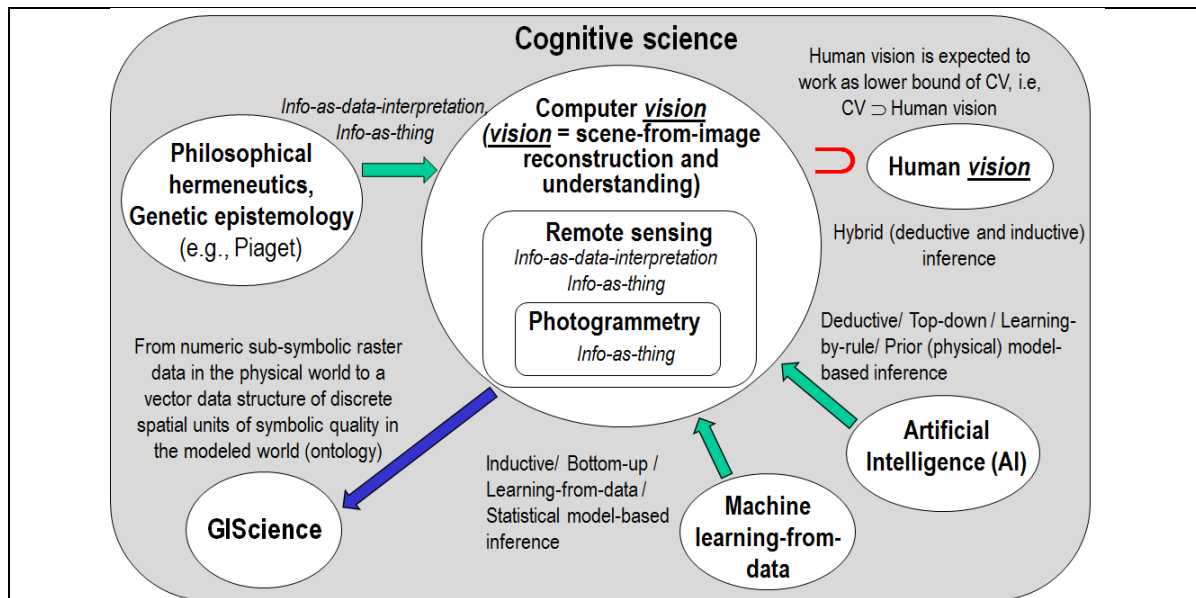 Cognitive science
Info-as-data-interpretation,
Info-as-thing
Philosophical
hermeneutics,
Genetic epistemology
(e.g., Piaget)
Computer vision
(vision = scene-from-image
reconstruction and
understanding)
Remote sensing
Info-as-data-interpretation
Info-as-thing
Photogrammetry
Info-as-thing
Human vision is expected to
work as lower bound of CV, i.e,
CV ⊃ Human vision
⊃
Human vision
Hybrid (deductive and inductive)
inference
Deductive/ Top-down / Learning-
by-rule/ Prior (physical) model-
based inference
Artificial
Intelligence (AI)
Inductive/ Bottom-up /
Learning-from-data /
Statistical model-based
inference
Machine
learning-from-
data
From numeric sub-symbolic raster
data in the physical world to a
vector data structure of discrete
spatial units of symbolic quality in
the modeled world (ontology)
GIScience